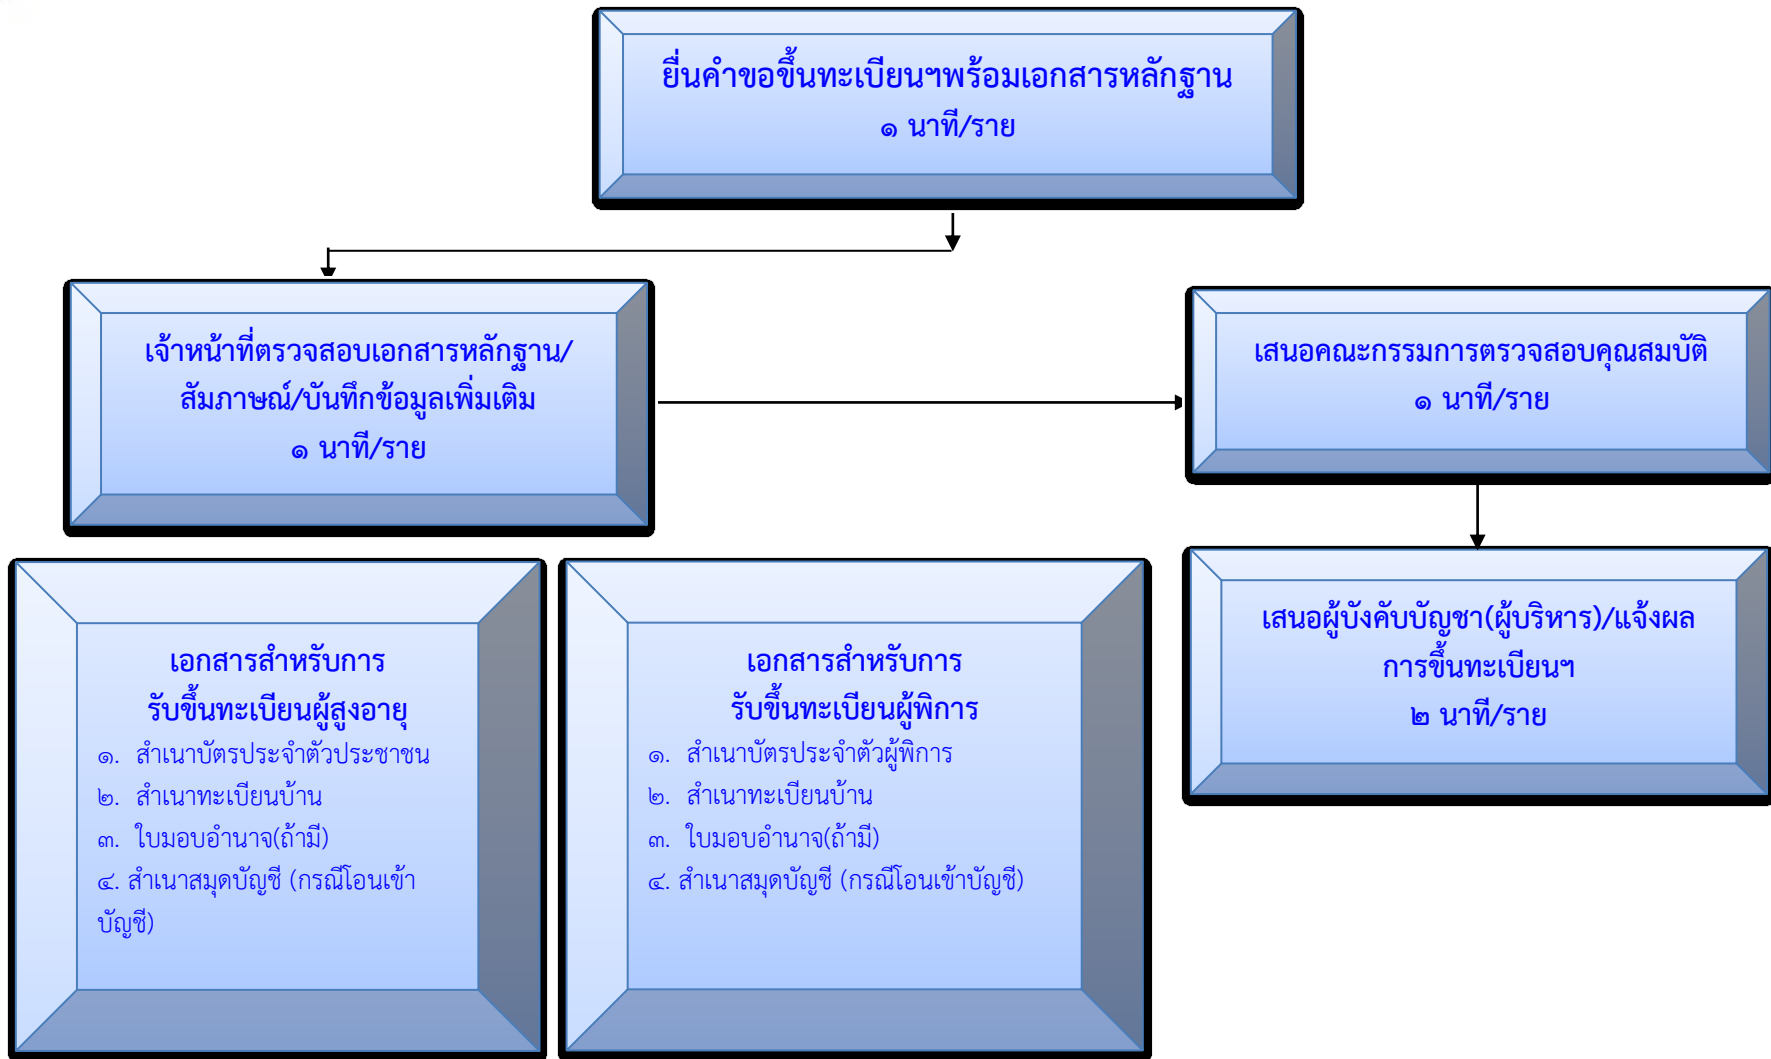 ยื่นคำขอขึ้นทะเบียนฯพร้อมเอกสารหลักฐาน
๑ นาที/ราย
เจ้าหน้าที่ตรวจสอบเอกสารหลักฐาน/
สัมภาษณ์/บันทึกข้อมูลเพิ่มเติม
๑ นาที/ราย
เสนอคณะกรรมการตรวจสอบคุณสมบัติ
๑ นาที/ราย
เสนอผู้บังคับบัญชา(ผู้บริหาร)/แจ้งผล
การขึ้นทะเบียนฯ
๒ นาที/ราย
เอกสารสำหรับการ
รับขึ้นทะเบียนผู้สูงอายุ
๑. สำเนาบัตรประจำตัวประชาชน
๒. สำเนาทะเบียนบ้าน
๓. ใบมอบอำนาจ(ถ้ามี)
๔. สำเนาสมุดบัญชี (กรณีโอนเข้า
บัญชี)
เอกสารสำหรับการ
รับขึ้นทะเบียนผู้พิการ
๑. สำเนาบัตรประจำตัวผู้พิการ
๒. สำเนาทะเบียนบ้าน
๓. ใบมอบอำนาจ(ถ้ามี)
๔. สำเนาสมุดบัญชี (กรณีโอนเข้าบัญชี)